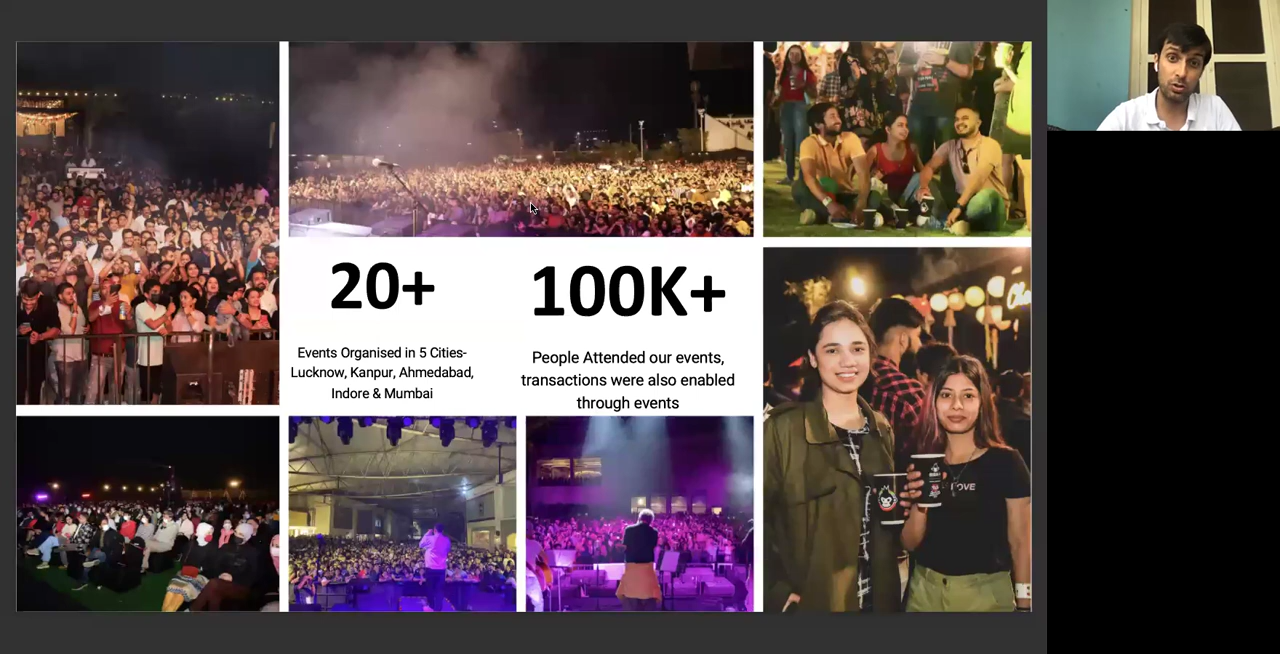 20+
Events Organised in 5 Cities-
Lucknow, Kanpur, Ahmedabad,
Indore & Mumbai
100K+
People Attended our events,
transactions were also enabled
through events